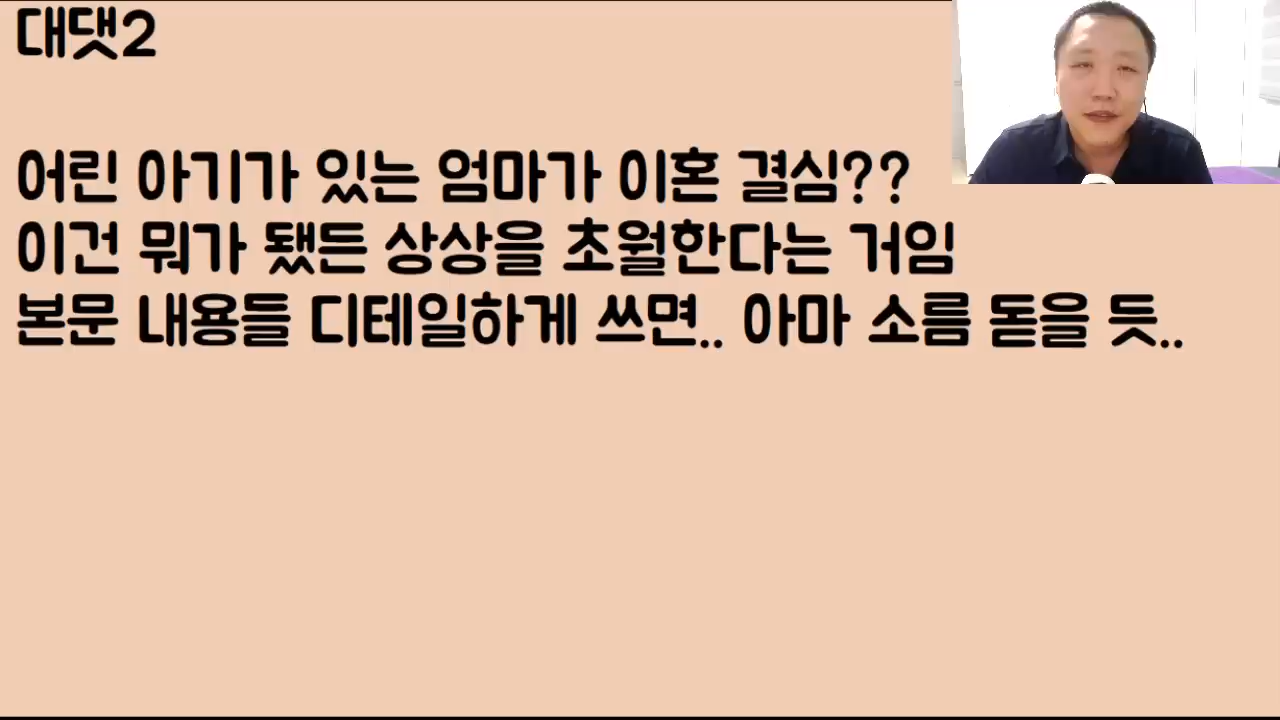 대댓2
어린 아기가 있는 엄마가 이혼 결심??
이건 뭐가 됐든 상상을 초월한다는 거임
본문 내용들 디테일하게 쓰면.. 아마 소름 돋을 듯..